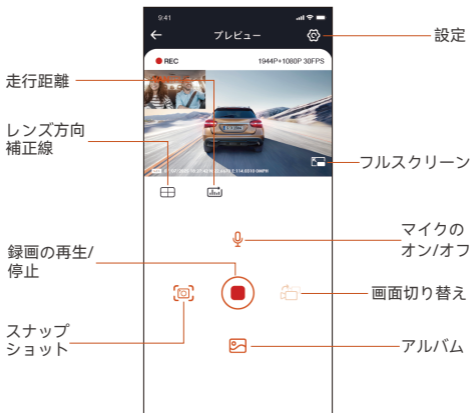 9:41
プレビュー
設定
REC
1944P+1080P 30FPS
走行距離
レンズ方向
補正線
フルスクリーン
マイクの
オン/オフ
録画の再生/
停止
画面切り替え
スナップ
ショット
アルバム